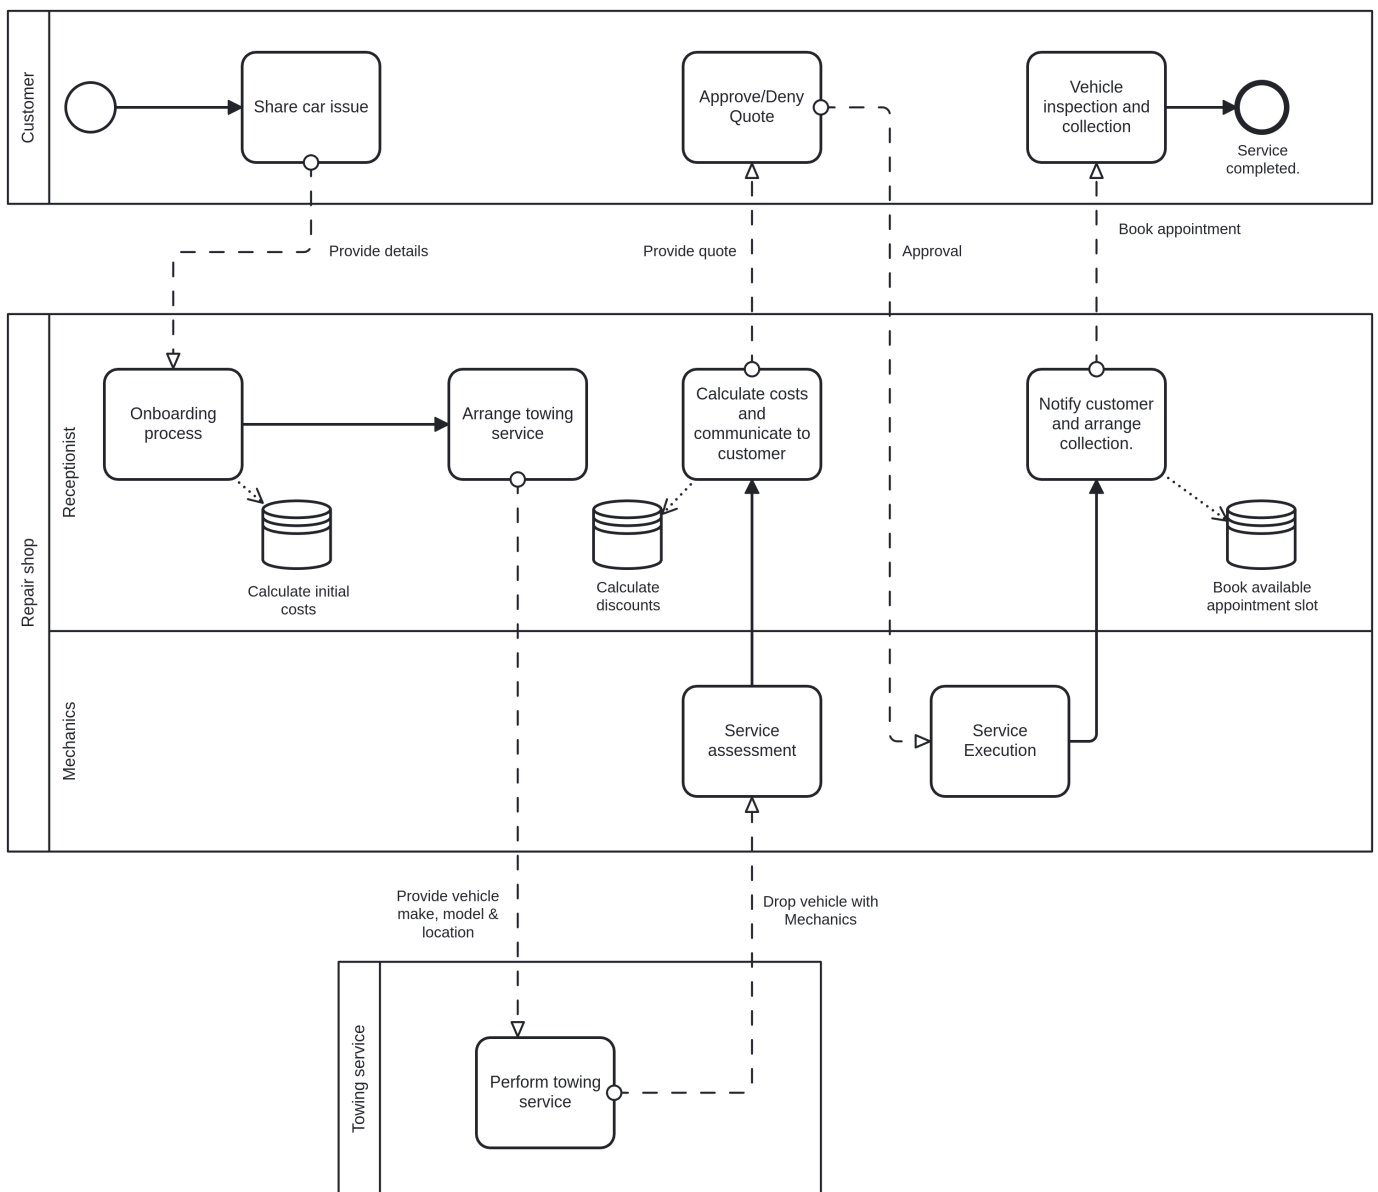 Customer
Share car issue
Approve/Deny
Quote
Vehicle
inspection and
collection
Service
completed.
Provide details
Provide quote
Approval
Book appointment
Repair shop
Receptionist
Onboarding
process
Arrange towing
service
Calculate costs
and
communicate to
customer
Notify customer
and arrange
collection.
Calculate initial
costs
Calculate
discounts
Book available
appointment slot
Mechanics
Service
assessment
Service
Execution
Provide vehicle
make, model &
location
Drop vehicle with
Mechanics
Towing service
Perform towing
service